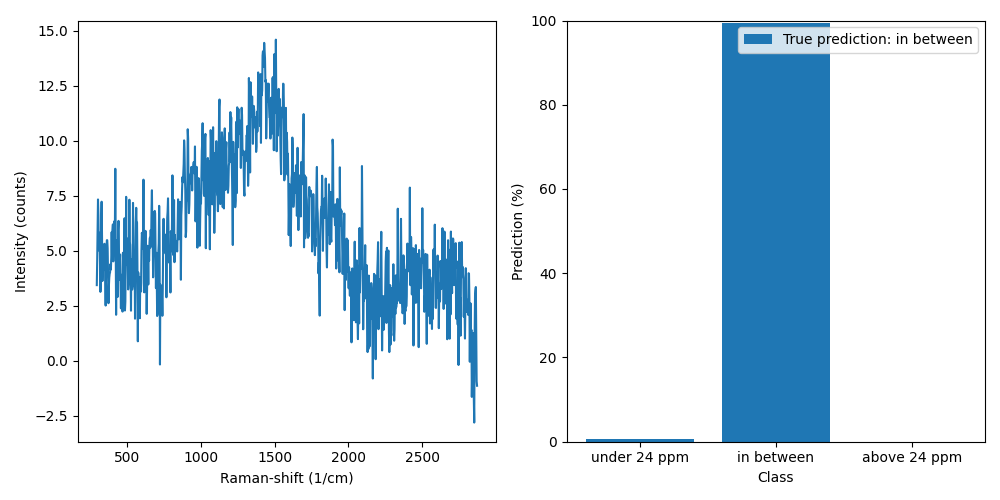 15.0
12.5
10.0
7.5
5.0
2.5
0.0
−2.5
500
1000
1500
2000
2500
Raman-shift (1/cm)
Intensity (counts)
100
80
60
40
20
0
Prediction (%)
True prediction: in between
under 24 ppm
in between
above 24 ppm
Class